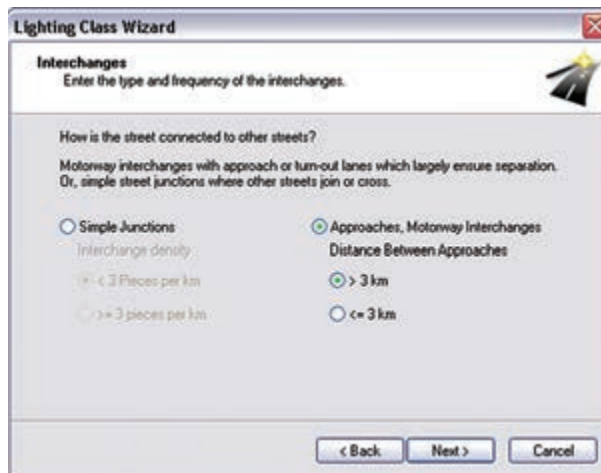 Lighting Class Wizard
Interchanges
Enter the type and frequency of the interchanges.
How is the street connected to other streets?
Motorway interchanges with approach or turn-out lanes which largely ensure separation.
Or, simple street junctions where other streets join or cross.
Simple Junctions
Interchange density
< 3 Pieces per km
>= 3 pieces per km
Approaches, Motorway Interchanges
Distance Between Approaches
> 3 km
<= 3 km
< Back
Next >
Cancel